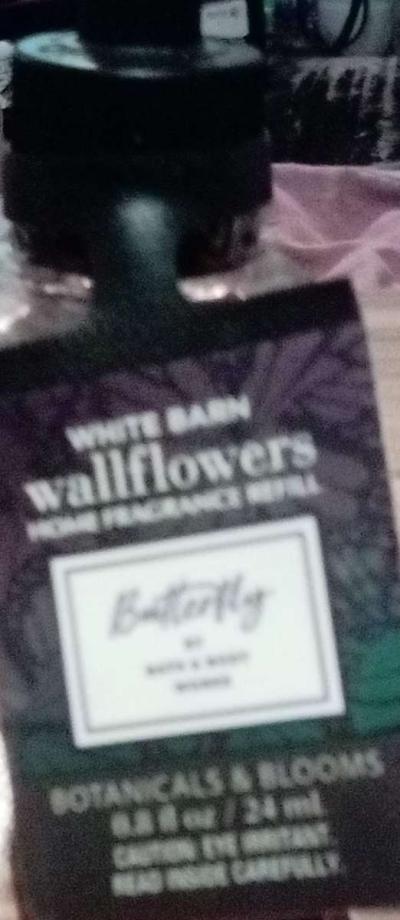 WHITE BARN
wallflowers
HOME FRAGRANCE REFILL
Butterfly
BY
BATH & BODY
WORKS
BOTANICALS & BLOOMS
0.8 fl oz / 24 ml
CAUTION: EYE IRRITANT.
READ INSIDE CAREFULLY.